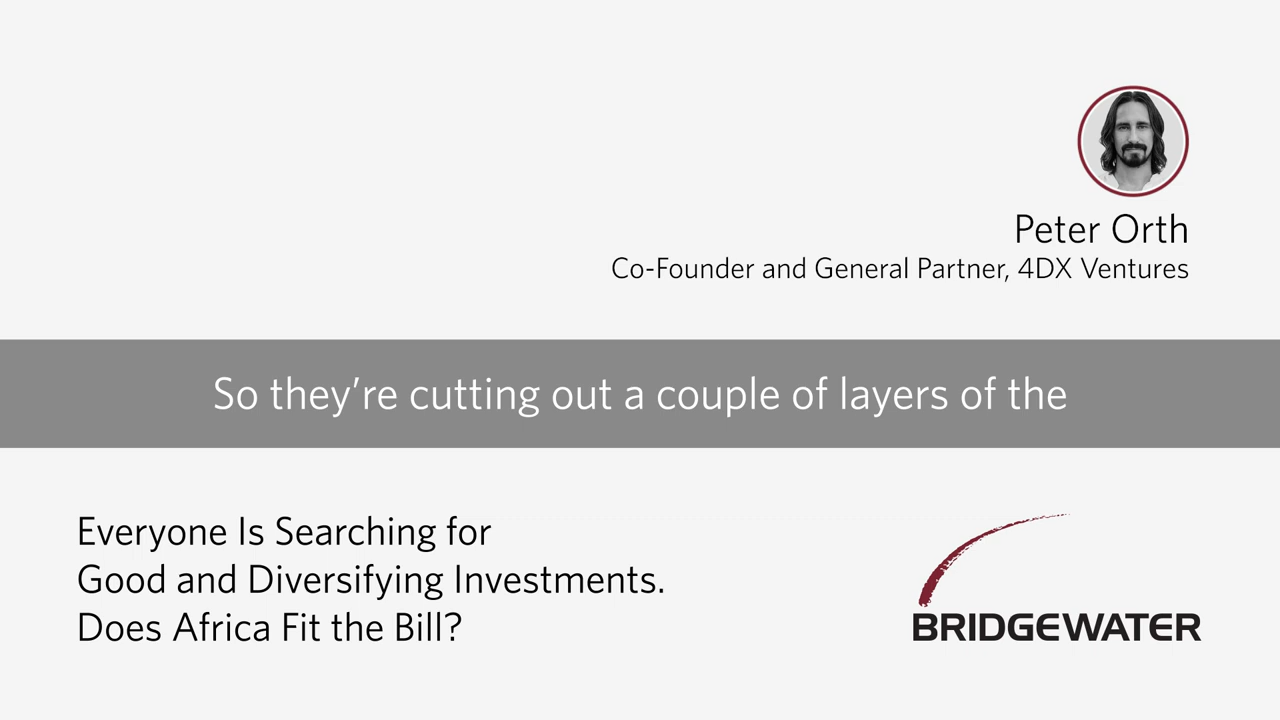 Peter Orth
Co-Founder and General Partner, 4DX Ventures
So they’re cutting out a couple of layers of the
Everyone Is Searching for
Good and Diversifying Investments.
Does Africa Fit the Bill?
BRIDGEWATER